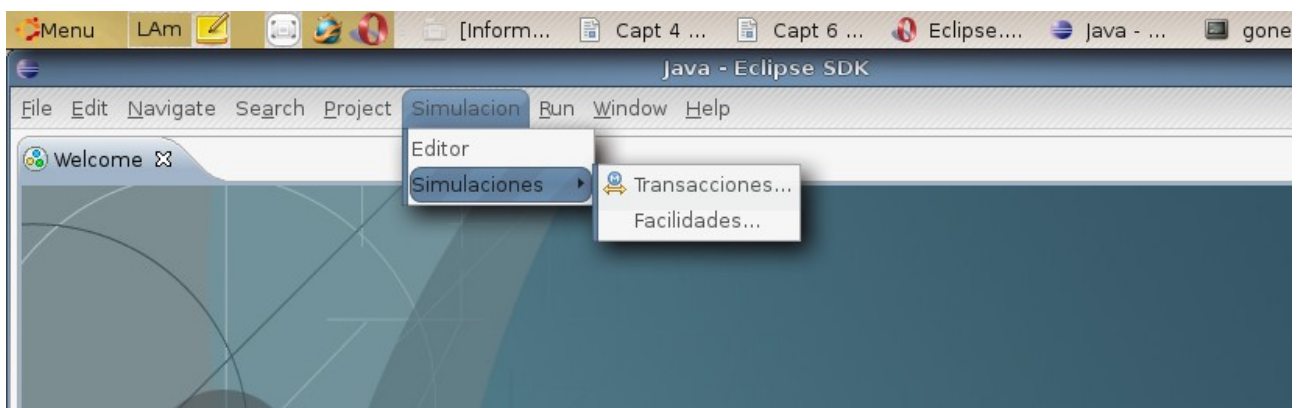 Menu LAm [Inform... Capt 4 ... Capt 6 ... Eclipse.... Java - ... gone
Java - Eclipse SDK
File Edit Navigate Search Project Simulacion Run Window Help
Welcome
Editor
Simulaciones
Transacciones...
Facilidades...